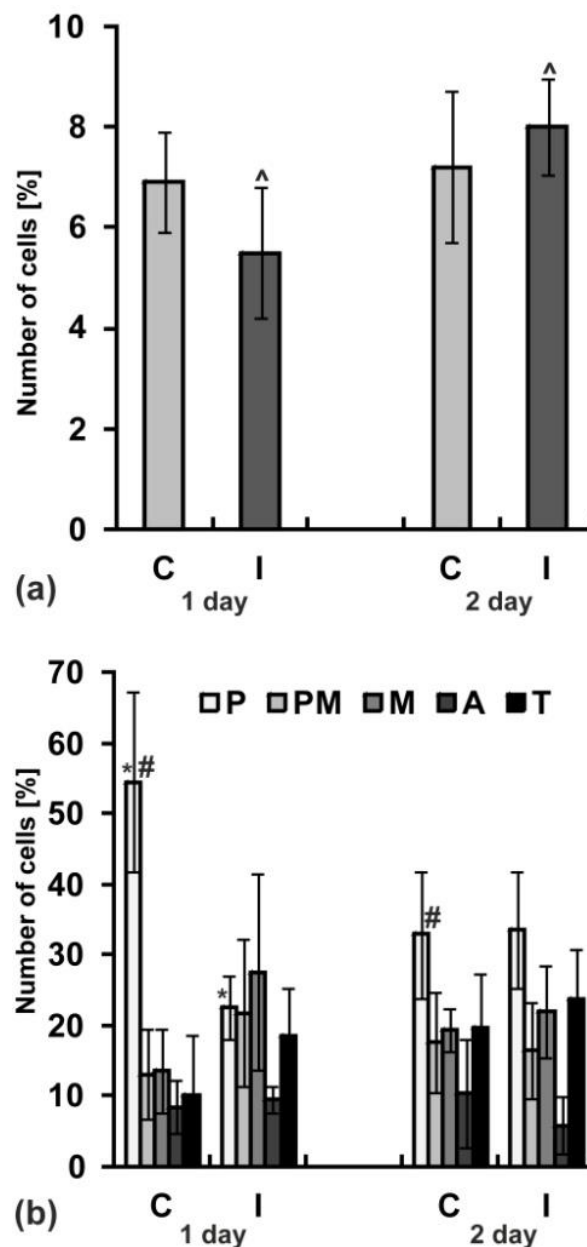 10
8
6
4
2
0
Number of cells [%]
^
^
C
I
C
I
1 day
2 day
(a)
70
60
50
40
30
20
10
0
Number of cells [%]
P PM M A T
* #
*
#
C
I
C
I
1 day
2 day
(b)